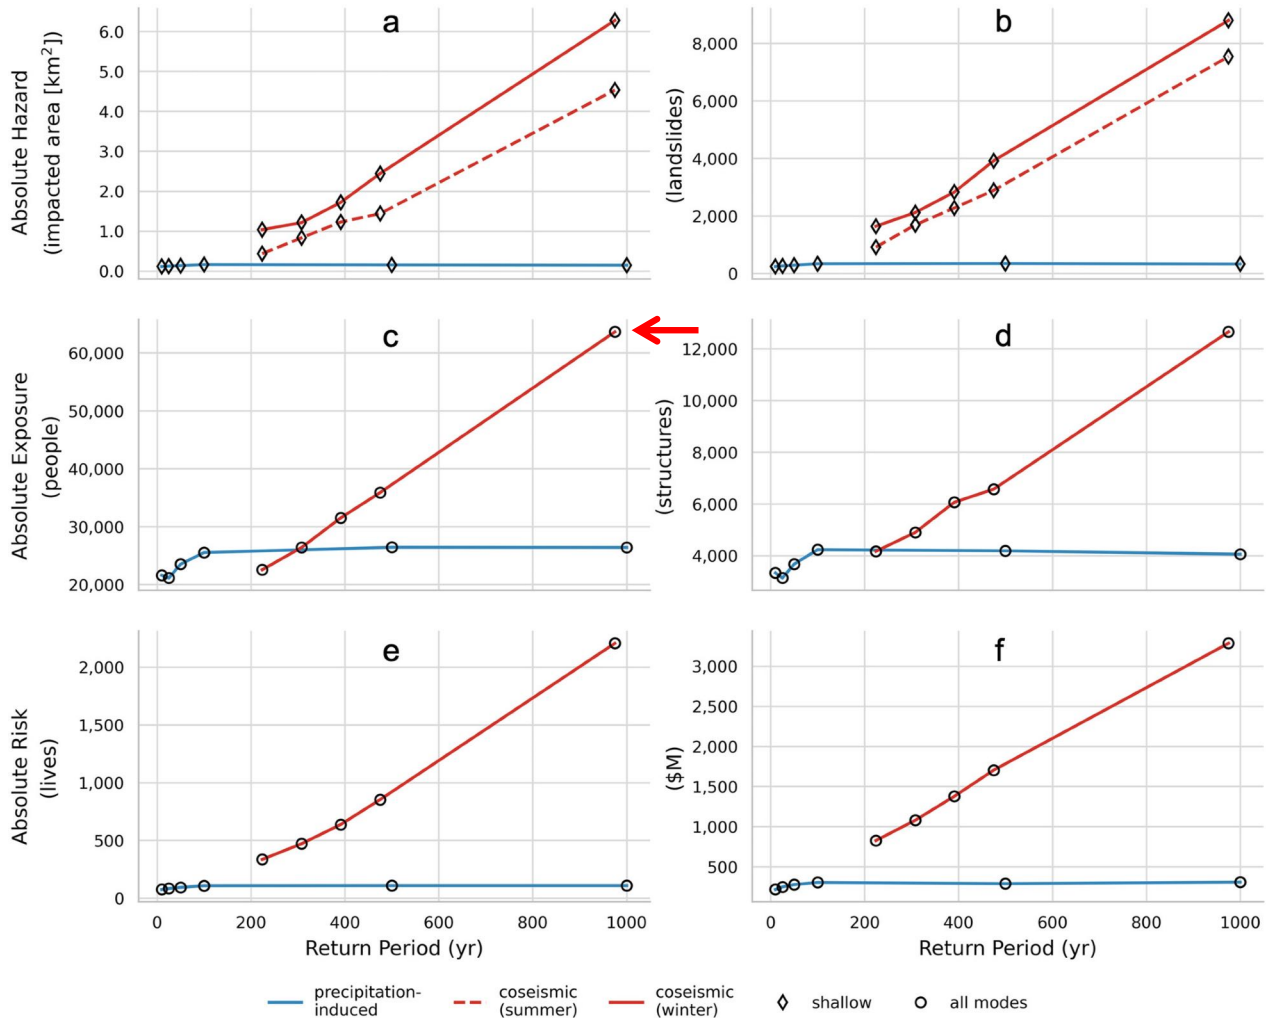 a
b
Absolute Hazard
(impacted area [km²])
6.0
5.0
4.0
3.0
2.0
1.0
0.0
(landslides)
8,000
6,000
4,000
2,000
0
c
d
Absolute Exposure
(people)
60,000
50,000
40,000
30,000
20,000
(structures)
12,000
10,000
8,000
6,000
4,000
e
f
Absolute Risk
(lives)
2,000
1,500
1,000
500
0
($M)
3,000
2,500
2,000
1,500
1,000
500
0 200 400 600 800 1000
0 200 400 600 800 1000
Return Period (yr)
Return Period (yr)
precipitation-
induced
coseismic
(summer)
coseismic
(winter)
shallow
all modes